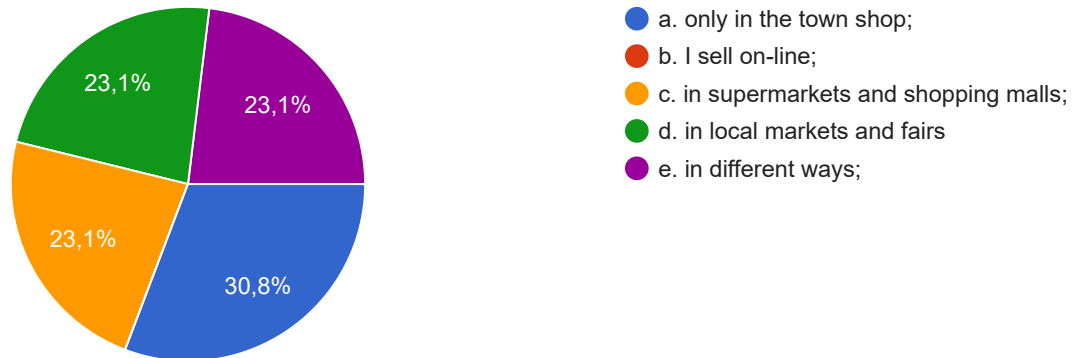 23,1%
23,1%
23,1%
30,8%
a. only in the town shop;
b. I sell on-line;
c. in supermarkets and shopping malls;
d. in local markets and fairs
e. in different ways;